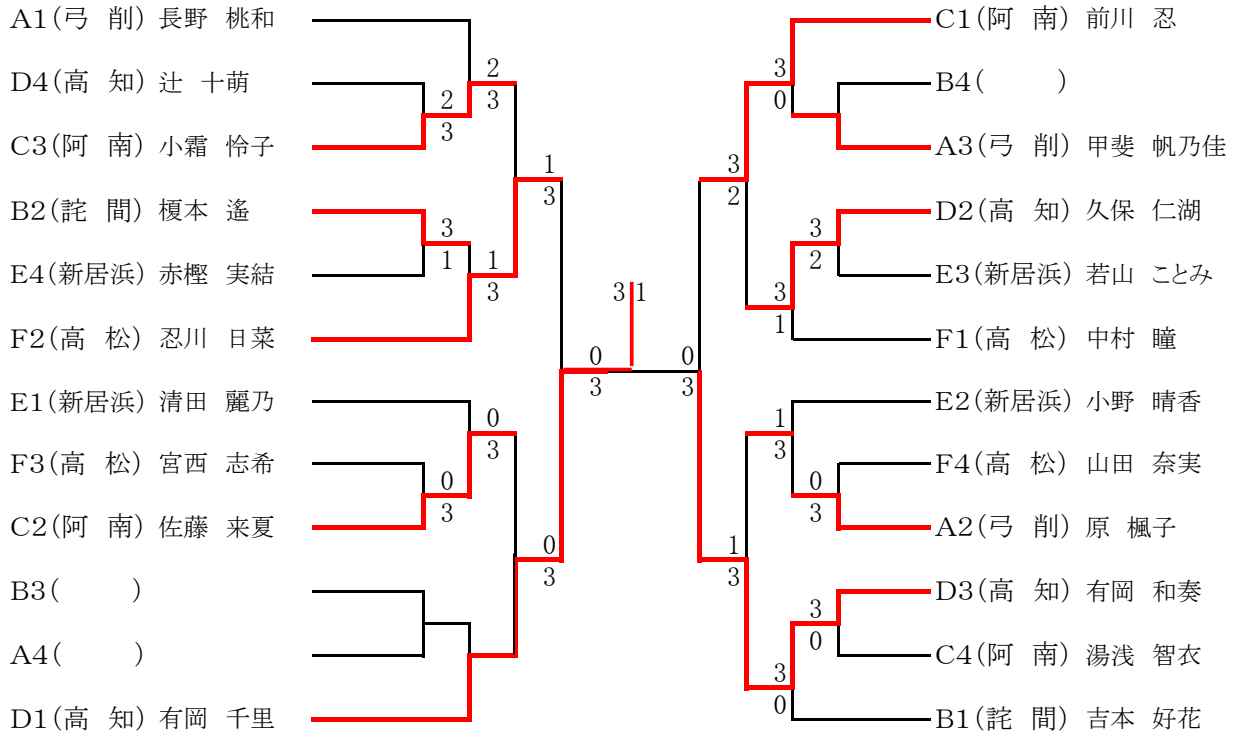 A1(弓 削) 長野 桃和
D4(高 知) 辻 十萌
C3(阿 南) 小霜 怜子
B2(詫 間) 榎本 遙
E4(新居浜) 赤樫 実結
F2(高 松) 忍川 日菜
E1(新居浜) 清田 麗乃
F3(高 松) 宮西 志希
C2(阿 南) 佐藤 来夏
B3( )
A4( )
D1(高 知) 有岡 千里
2
3
2
3
3
1
1
3
1
3
0
3
0
3
0
3
0
3
3 1
0
3
3
2
1
3
3
0
3
2
3
1
1
3
0
3
3
0
3
0
C1(阿 南) 前川 忍
B4( )
A3(弓 削) 甲斐 帆乃佳
D2(高 知) 久保 仁湖
E3(新居浜) 若山 ことみ
F1(高 松) 中村 瞳
E2(新居浜) 小野 晴香
F4(高 松) 山田 奈実
A2(弓 削) 原 楓子
D3(高 知) 有岡 和奏
C4(阿 南) 湯浅 智衣
B1(詫 間) 吉本 好花